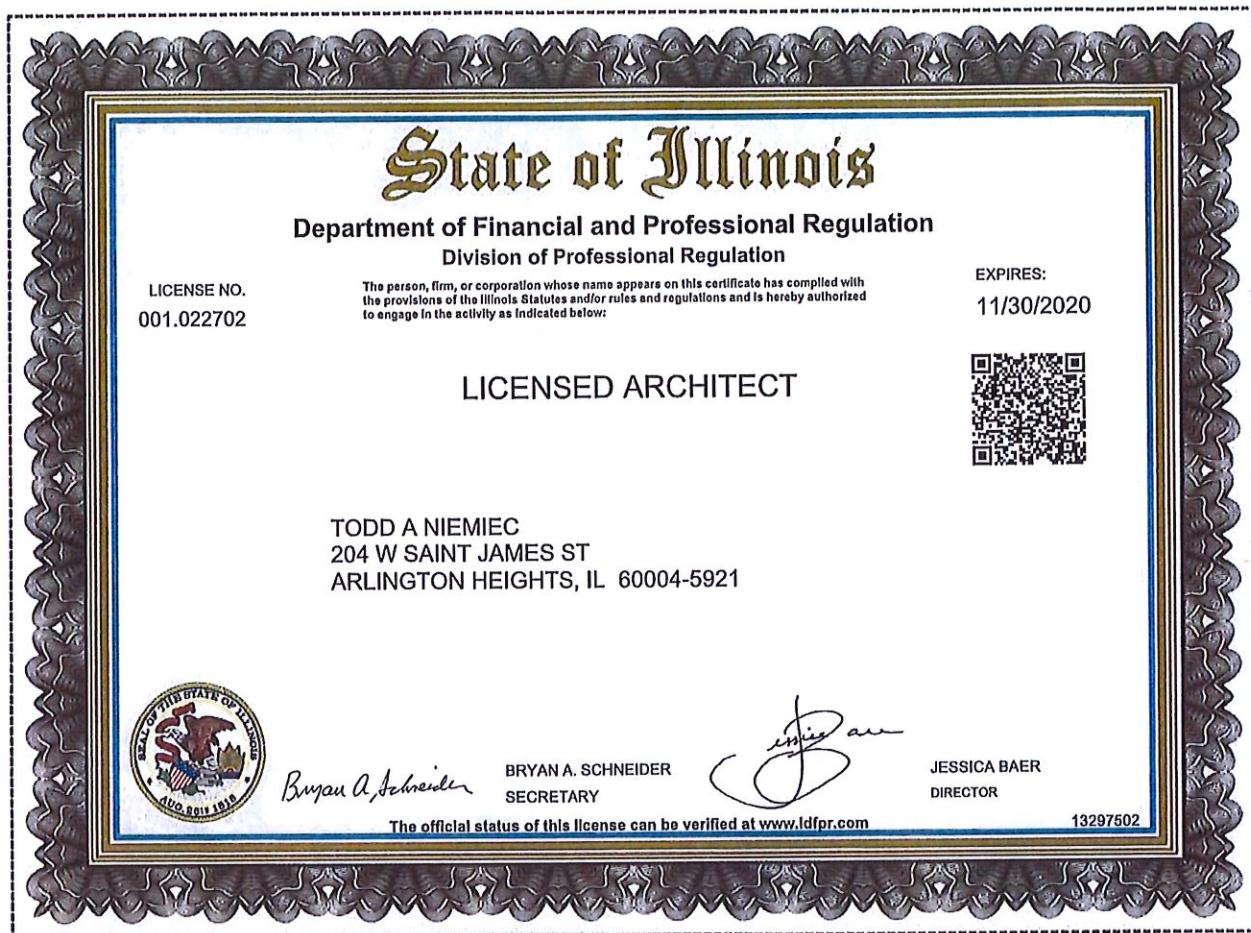 State of Illinois
Department of Financial and Professional Regulation
Division of Professional Regulation
LICENSE NO.
001.022702
The person, firm, or corporation whose name appears on this certificate has complied with
the provisions of the Illinois Statutes and/or rules and regulations and is hereby authorized
to engage in the activity as indicated below:
EXPIRES:
11/30/2020
LICENSED ARCHITECT
TODD A NIEMIEC
204 W SAINT JAMES ST
ARLINGTON HEIGHTS, IL 60004-5921
SEAL OF THE STATE OF ILLINOIS
AUG. 26TH 1818
Bryan A. Schneider
BRYAN A. SCHNEIDER
SECRETARY
Jessica Baer
JESSICA BAER
DIRECTOR
The official status of this license can be verified at www.idfpr.com
13297502